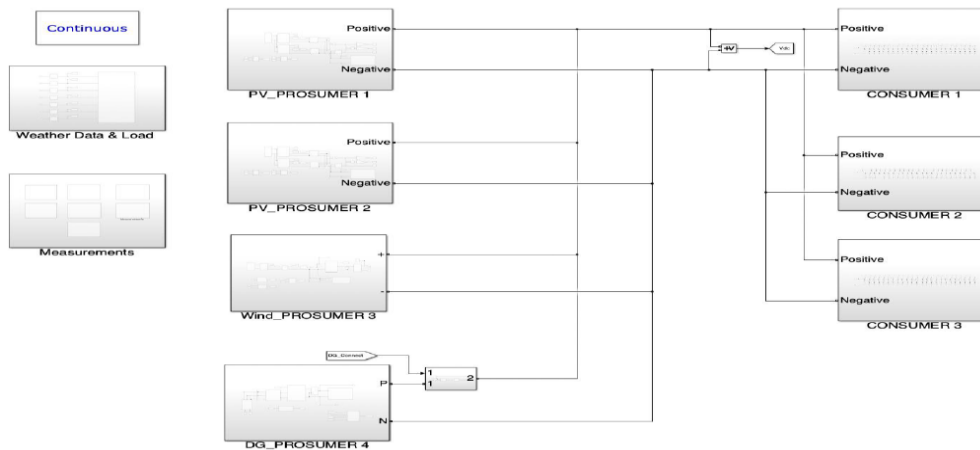 Continuous
Weather Data & Load
Measurements
Positive
Negative
PV_PROSUMER 1
Positive
Negative
PV_PROSUMER 2
+
-
Wind_PROSUMER 3
DG_Connect
1
1
2
P
N
DG_PROSUMER 4
+V
Vdc
Positive
Negative
CONSUMER 1
Positive
Negative
CONSUMER 2
Positive
Negative
CONSUMER 3